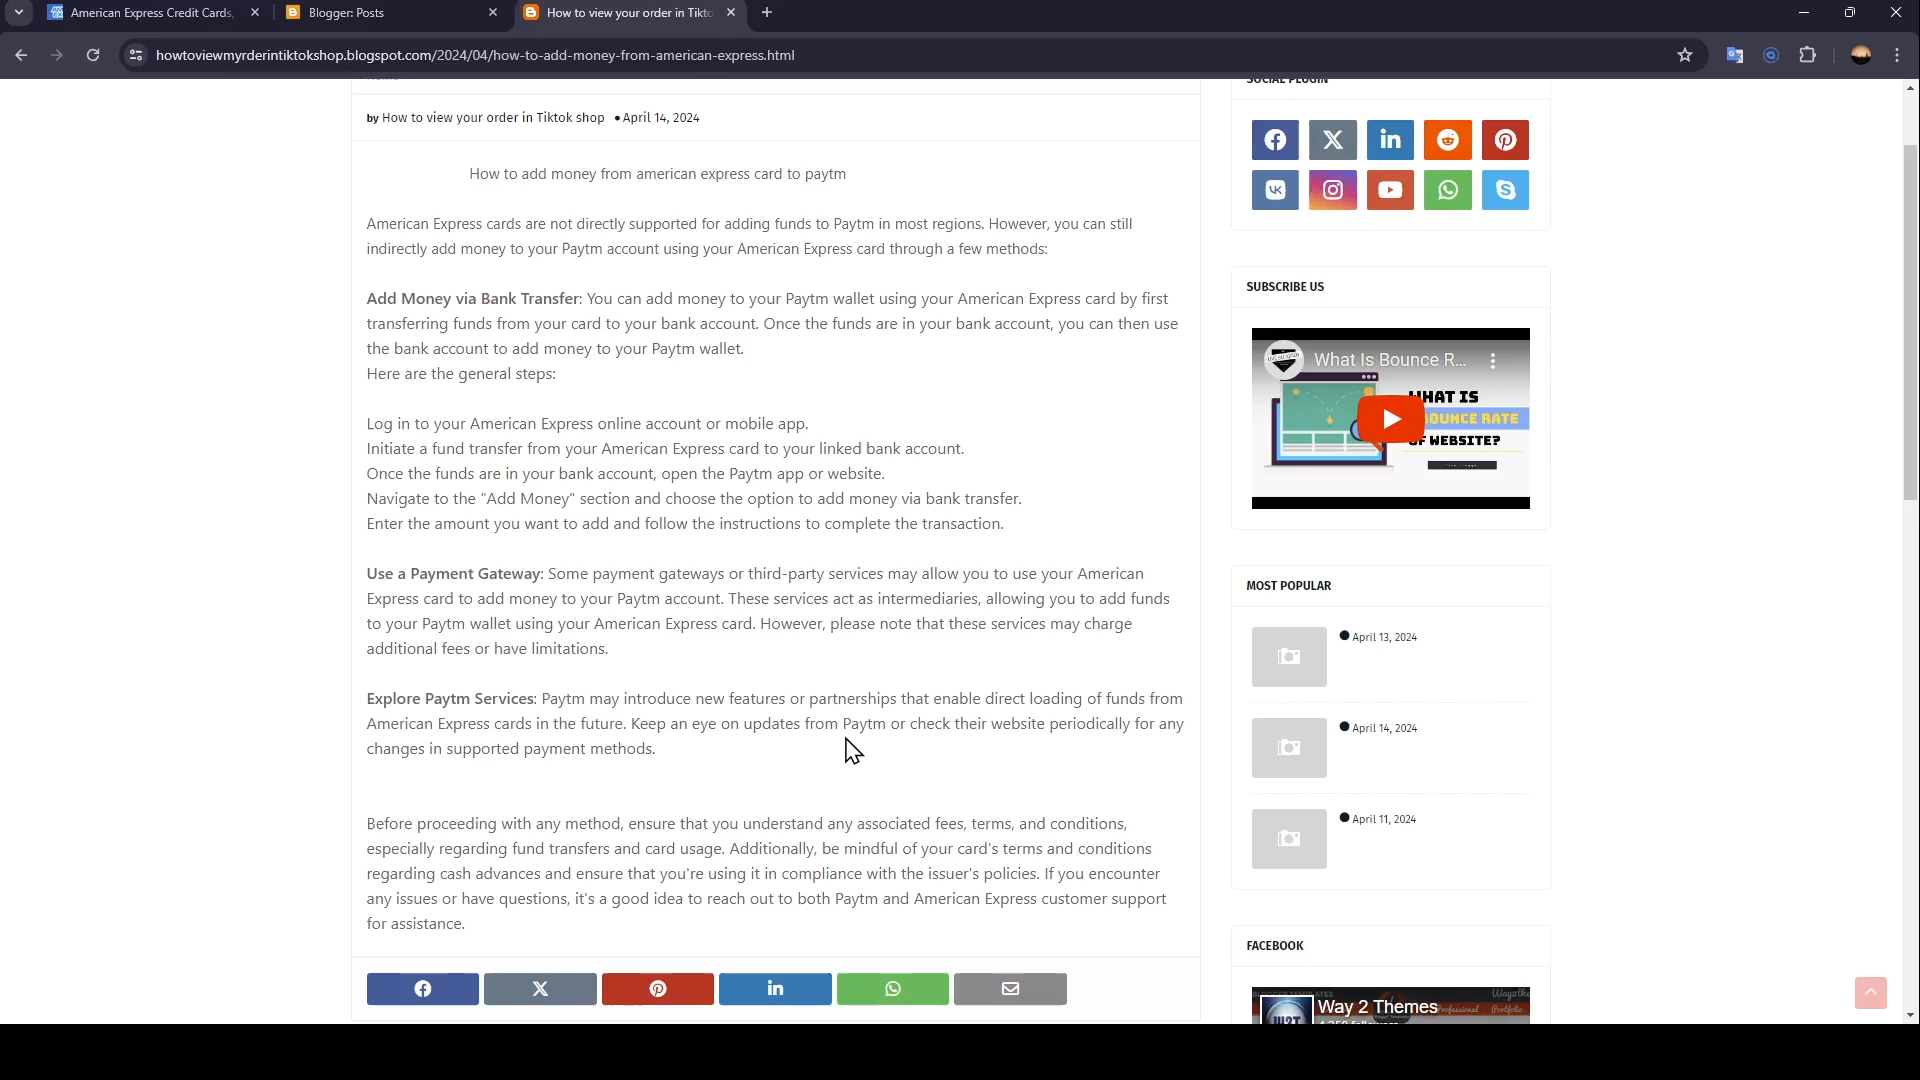 American Express Credit Cards,
Blogger: Posts
How to view your order in Tikto
howtoviewmyrderintiktokshop.blogspot.com/2024/04/how-to-add-money-from-american-express.html
by How to view your order in Tiktok shop • April 14, 2024
How to add money from american express card to paytm
American Express cards are not directly supported for adding funds to Paytm in most regions. However, you can still
indirectly add money to your Paytm account using your American Express card through a few methods:
Add Money via Bank Transfer: You can add money to your Paytm wallet using your American Express card by first
transferring funds from your card to your bank account. Once the funds are in your bank account, you can then use
the bank account to add money to your Paytm wallet.
Here are the general steps:
Log in to your American Express online account or mobile app.
Initiate a fund transfer from your American Express card to your linked bank account.
Once the funds are in your bank account, open the Paytm app or website.
Navigate to the "Add Money" section and choose the option to add money via bank transfer.
Enter the amount you want to add and follow the instructions to complete the transaction.
Use a Payment Gateway: Some payment gateways or third-party services may allow you to use your American
Express card to add money to your Paytm account. These services act as intermediaries, allowing you to add funds
to your Paytm wallet using your American Express card. However, please note that these services may charge
additional fees or have limitations.
Explore Paytm Services: Paytm may introduce new features or partnerships that enable direct loading of funds from
American Express cards in the future. Keep an eye on updates from Paytm or check their website periodically for any
changes in supported payment methods.
Before proceeding with any method, ensure that you understand any associated fees, terms, and conditions,
especially regarding fund transfers and card usage. Additionally, be mindful of your card's terms and conditions
regarding cash advances and ensure that you're using it in compliance with the issuer's policies. If you encounter
any issues or have questions, it's a good idea to reach out to both Paytm and American Express customer support
for assistance.
SOCIAL PLUGIN
SUBSCRIBE US
What Is Bounce R...
WHAT IS
BOUNCE RATE
OF WEBSITE?
MOST POPULAR
April 13, 2024
April 14, 2024
April 11, 2024
FACEBOOK
Way 2 Themes